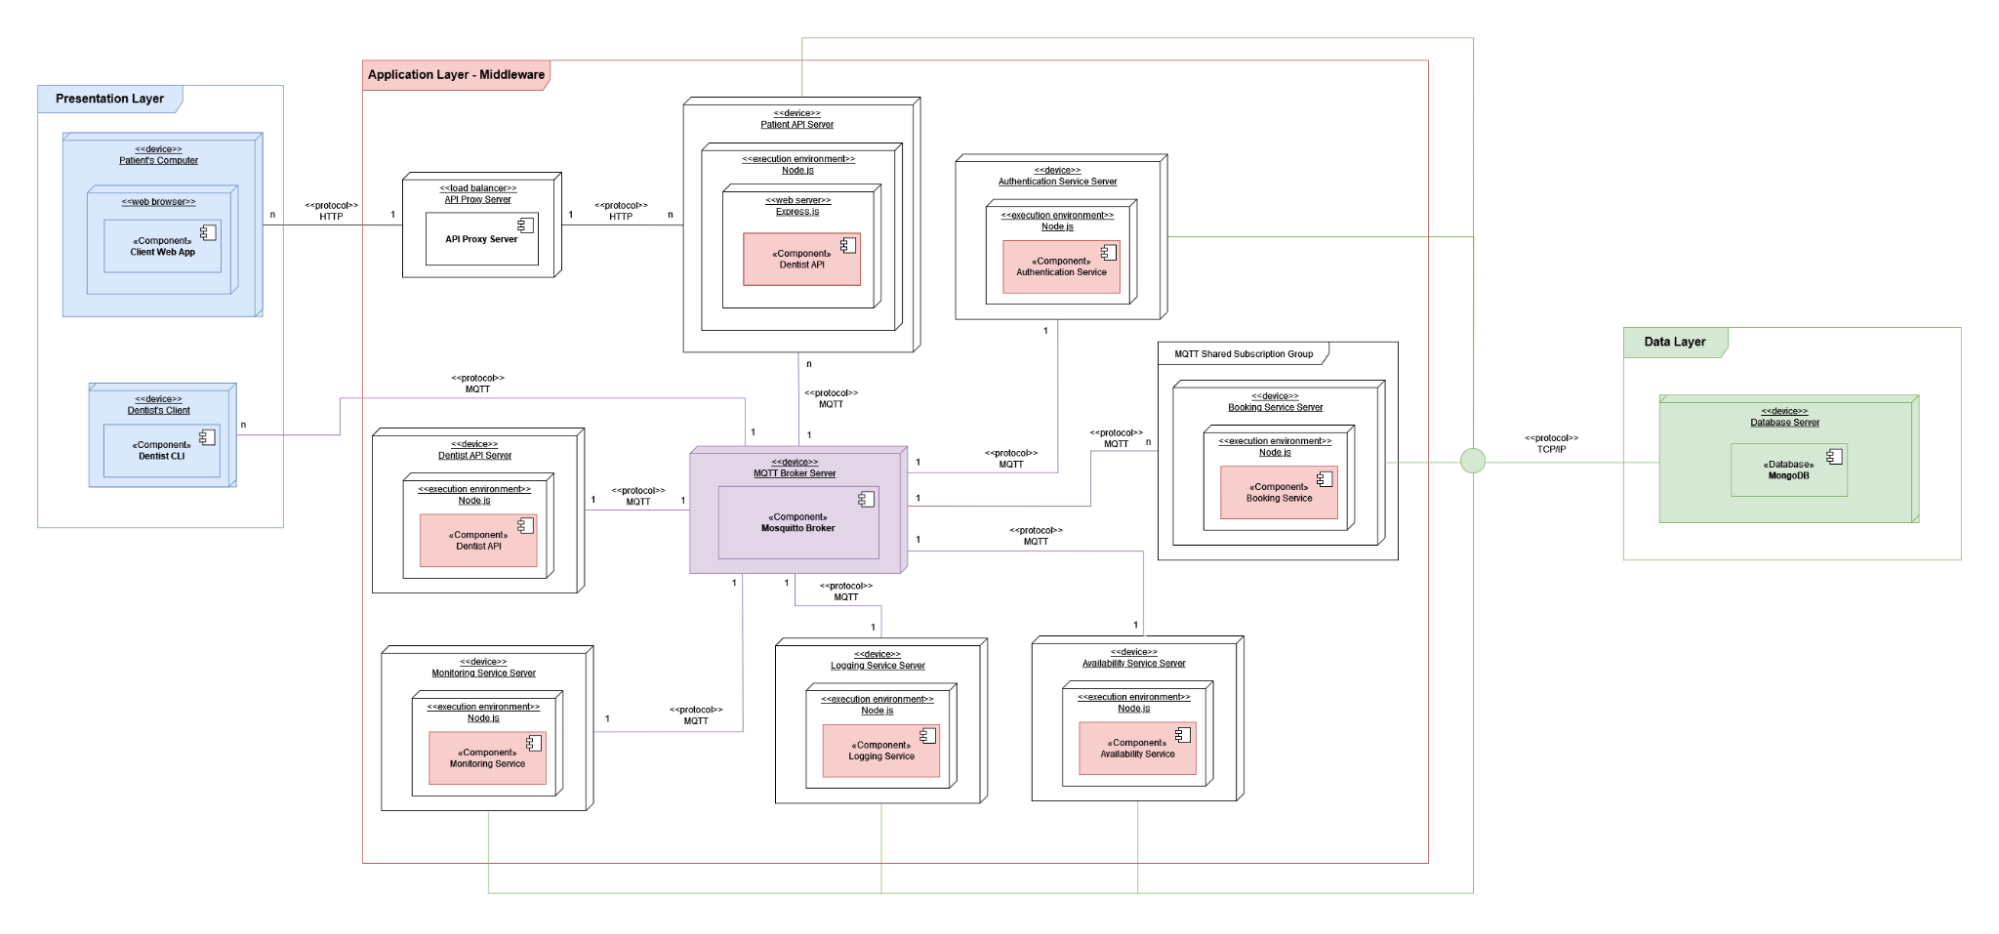 Presentation Layer
<<device>>
Patient's Computer
<<web browser>>
«Component»
Client Web App
n
<<protocol>>
HTTP
1
<<device>>
Dentist's Client
«Component»
Dentist CLI
n
<<protocol>>
MQTT
1
Application Layer - Middleware
<<load balancer>>
API Proxy Server
API Proxy Server
1
<<protocol>>
HTTP
n
<<device>>
Patient API Server
<<execution environment>>
Node.js
<<web server>>
Express.js
«Component»
Dentist API
n
<<protocol>>
MQTT
1
<<device>>
Authentication Service Server
<<execution environment>>
Node.js
«Component»
Authentication Service
1
<<protocol>>
MQTT
1
MQTT Shared Subscription Group
<<device>>
Booking Service Server
<<execution environment>>
Node.js
«Component»
Booking Service
<<protocol>>
MQTT
n
1
<<device>>
Dentist API Server
<<execution environment>>
Node.js
«Component»
Dentist API
1
<<protocol>>
MQTT
1
<<device>>
MQTT Broker Server
«Component»
Mosquitto Broker
<<protocol>>
MQTT
1
1
<<device>>
Availability Service Server
<<execution environment>>
Node.js
«Component»
Availability Service
1
<<protocol>>
MQTT
1
<<device>>
Logging Service Server
<<execution environment>>
Node.js
«Component»
Logging Service
1
<<protocol>>
MQTT
1
<<device>>
Monitoring Service Server
<<execution environment>>
Node.js
«Component»
Monitoring Service
<<protocol>>
TCP/IP
Data Layer
<<device>>
Database Server
«Database»
MongoDB